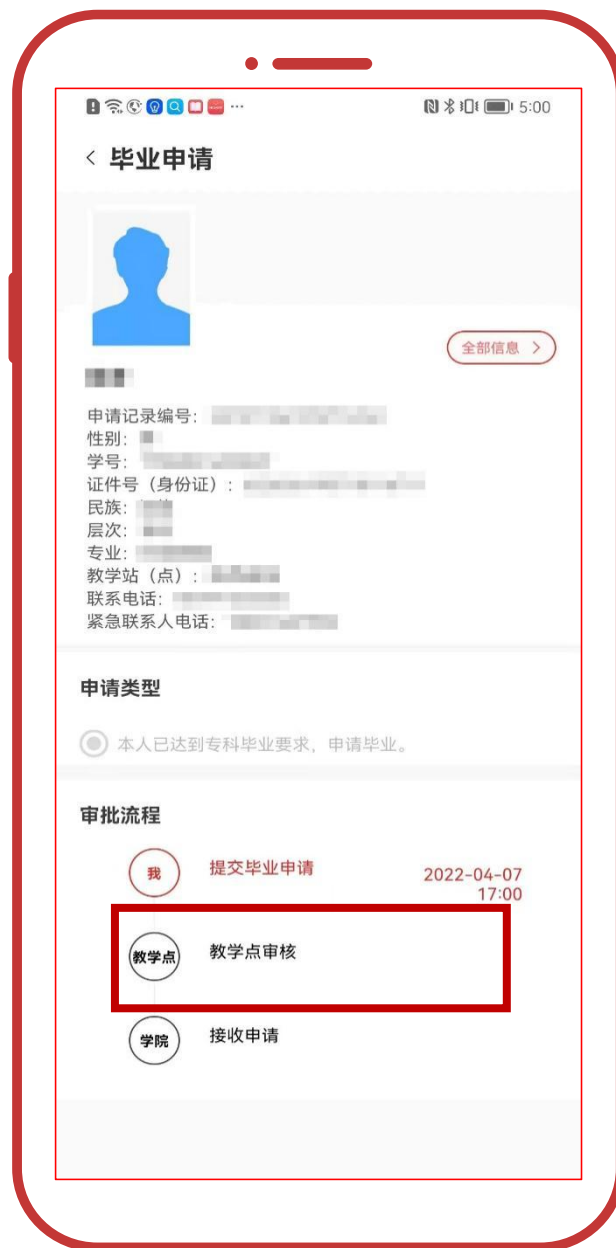 5:00
毕业申请
全部信息
申请记录编号:
性别:
学号:
证件号（身份证）:
民族:
层次:
专业:
教学站（点）:
联系电话:
紧急联系人电话:
申请类型
本人已达到专科毕业要求，申请毕业。
审批流程
我 提交毕业申请 2022-04-07
17:00
教学点 教学点审核
学院 接收申请